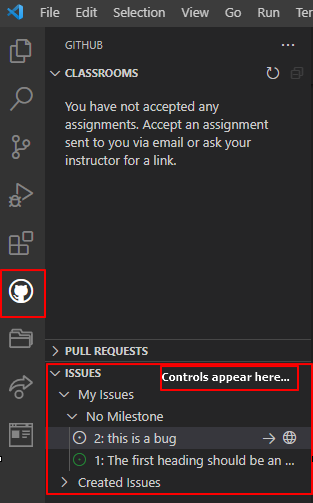 File Edit Selection View Go Run Ter
GITHUB ...
CLASSROOMS
You have not accepted any
assignments. Accept an assignment
sent to you via email or ask your
instructor for a link.
PULL REQUESTS
ISSUES
Controls appear here...
My Issues
No Milestone
2: this is a bug
1: The first heading should be an ...
Created Issues